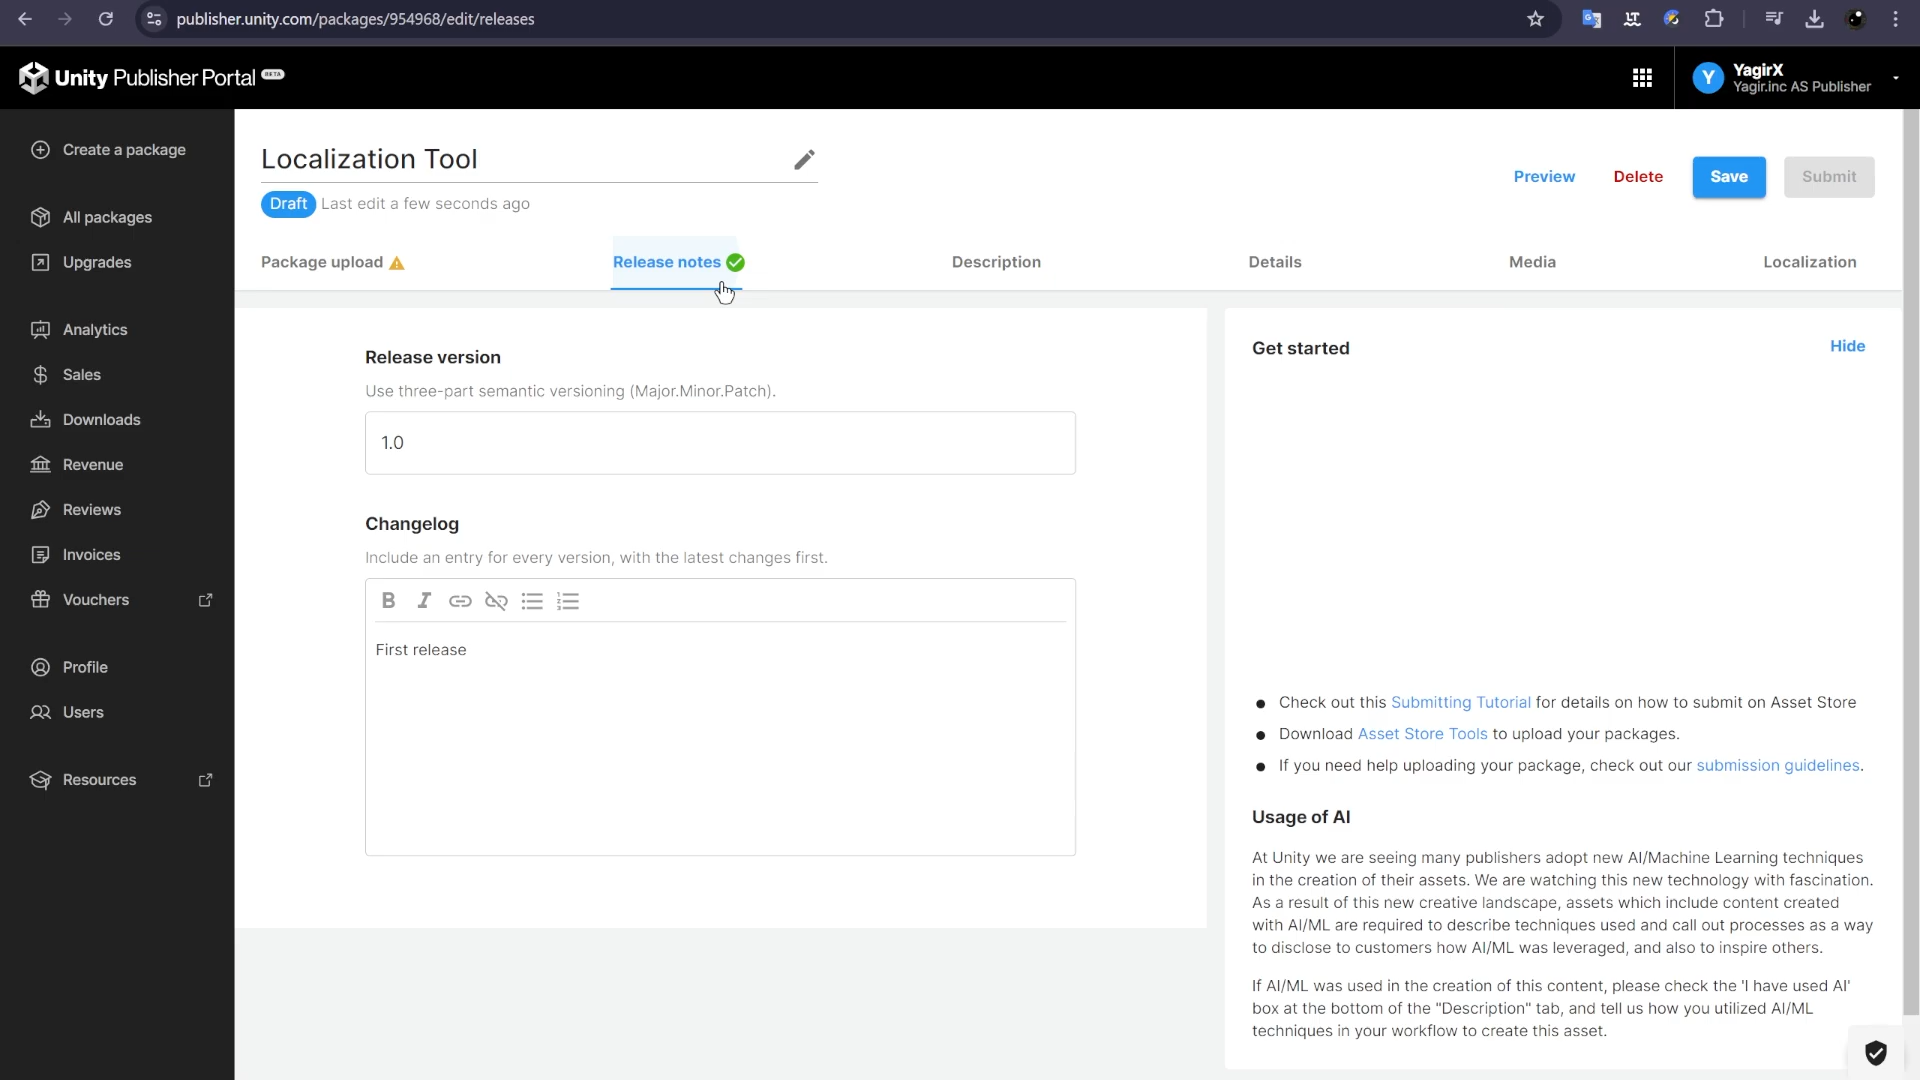 publisher.unity.com/packages/954968/edit/releases
Unity Publisher Portal BETA
Y
YagirX
Yagir.inc AS Publisher
Create a package
All packages
Upgrades
Analytics
Sales
Downloads
Revenue
Reviews
Invoices
Vouchers
Profile
Users
Resources
Localization Tool
Draft Last edit a few seconds ago
Preview
Delete
Save
Submit
Package upload
Release notes
Description
Details
Media
Localization
Release version
Use three-part semantic versioning (Major.Minor.Patch).
1.0
Changelog
Include an entry for every version, with the latest changes first.
First release
Get started
Hide
Check out this Submitting Tutorial for details on how to submit on Asset Store
Download Asset Store Tools to upload your packages.
If you need help uploading your package, check out our submission guidelines.
Usage of AI
At Unity we are seeing many publishers adopt new AI/Machine Learning techniques
in the creation of their assets. We are watching this new technology with fascination.
As a result of this new creative landscape, assets which include content created
with AI/ML are required to describe techniques used and call out processes as a way
to disclose to customers how AI/ML was leveraged, and also to inspire others.
If AI/ML was used in the creation of this content, please check the 'I have used AI'
box at the bottom of the "Description" tab, and tell us how you utilized AI/ML
techniques in your workflow to create this asset.